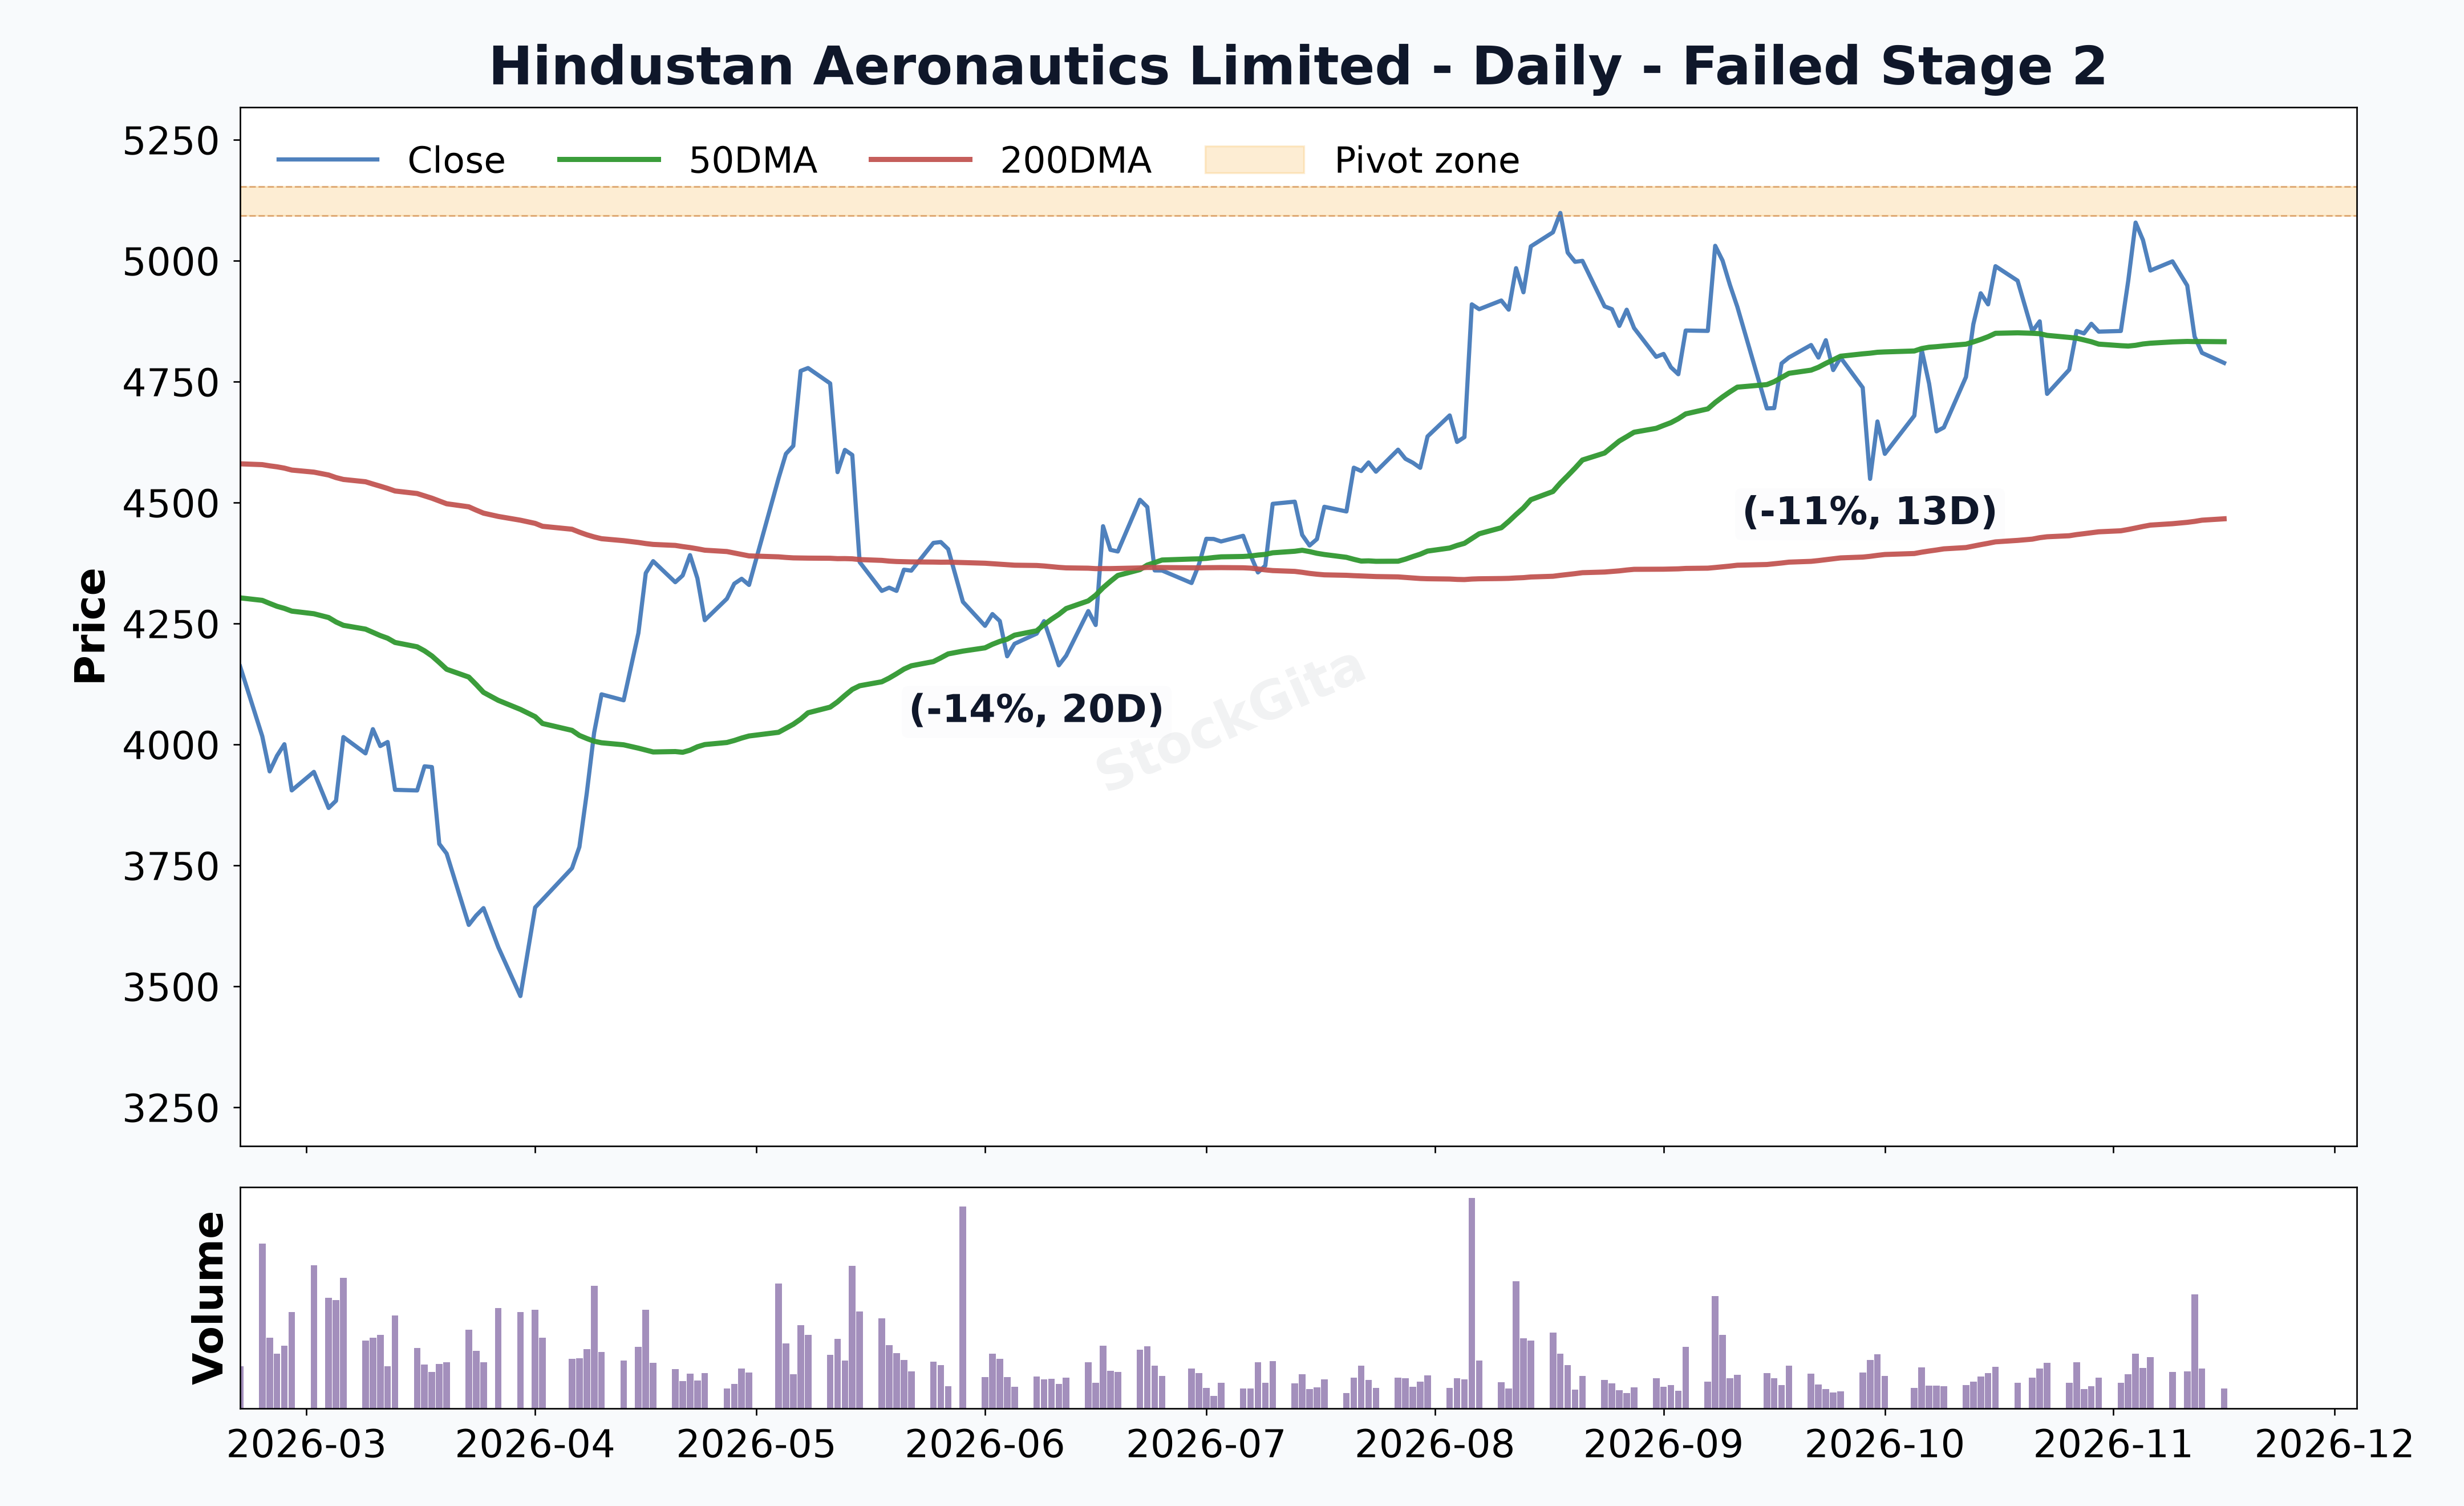 Hindustan Aeronautics Limited - Daily - Failed Stage 2
Close 50DMA 200DMA Pivot zone
5250
5000
4750
4500
4250
4000
3750
3500
3250
Price
(-11%, 13D)
(-14%, 20D)
StockGita
Volume
2026-03 2026-04 2026-05 2026-06 2026-07 2026-08 2026-09 2026-10 2026-11 2026-12